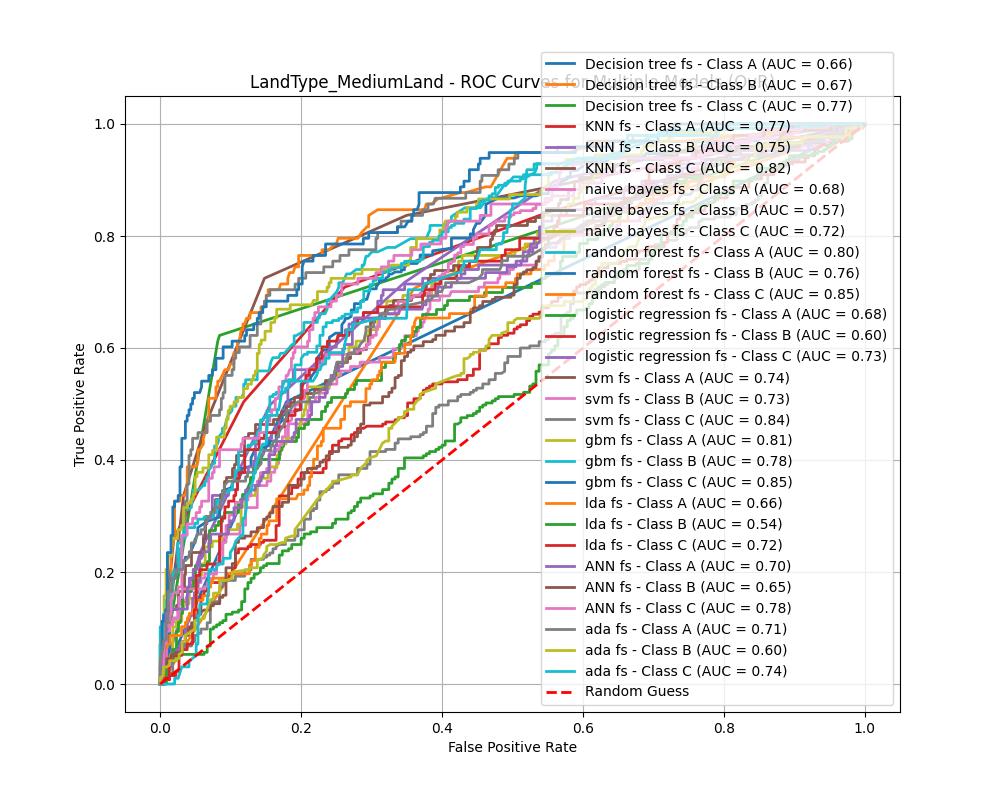 LandType_MediumLand - ROC Curves for Multiple Models (OvR)
Decision tree fs - Class A (AUC = 0.66)
Decision tree fs - Class B (AUC = 0.67)
Decision tree fs - Class C (AUC = 0.77)
KNN fs - Class A (AUC = 0.77)
KNN fs - Class B (AUC = 0.75)
KNN fs - Class C (AUC = 0.82)
naive bayes fs - Class A (AUC = 0.68)
naive bayes fs - Class B (AUC = 0.57)
naive bayes fs - Class C (AUC = 0.72)
random forest fs - Class A (AUC = 0.80)
random forest fs - Class B (AUC = 0.76)
random forest fs - Class C (AUC = 0.85)
logistic regression fs - Class A (AUC = 0.68)
logistic regression fs - Class B (AUC = 0.60)
logistic regression fs - Class C (AUC = 0.73)
svm fs - Class A (AUC = 0.74)
svm fs - Class B (AUC = 0.73)
svm fs - Class C (AUC = 0.84)
gbm fs - Class A (AUC = 0.81)
gbm fs - Class B (AUC = 0.78)
gbm fs - Class C (AUC = 0.85)
lda fs - Class A (AUC = 0.66)
lda fs - Class B (AUC = 0.54)
lda fs - Class C (AUC = 0.72)
ANN fs - Class A (AUC = 0.70)
ANN fs - Class B (AUC = 0.65)
ANN fs - Class C (AUC = 0.78)
ada fs - Class A (AUC = 0.71)
ada fs - Class B (AUC = 0.60)
ada fs - Class C (AUC = 0.74)
Random Guess
True Positive Rate
1.0
0.8
0.6
0.4
0.2
0.0
0.0 0.2 0.4 0.6 0.8 1.0
False Positive Rate